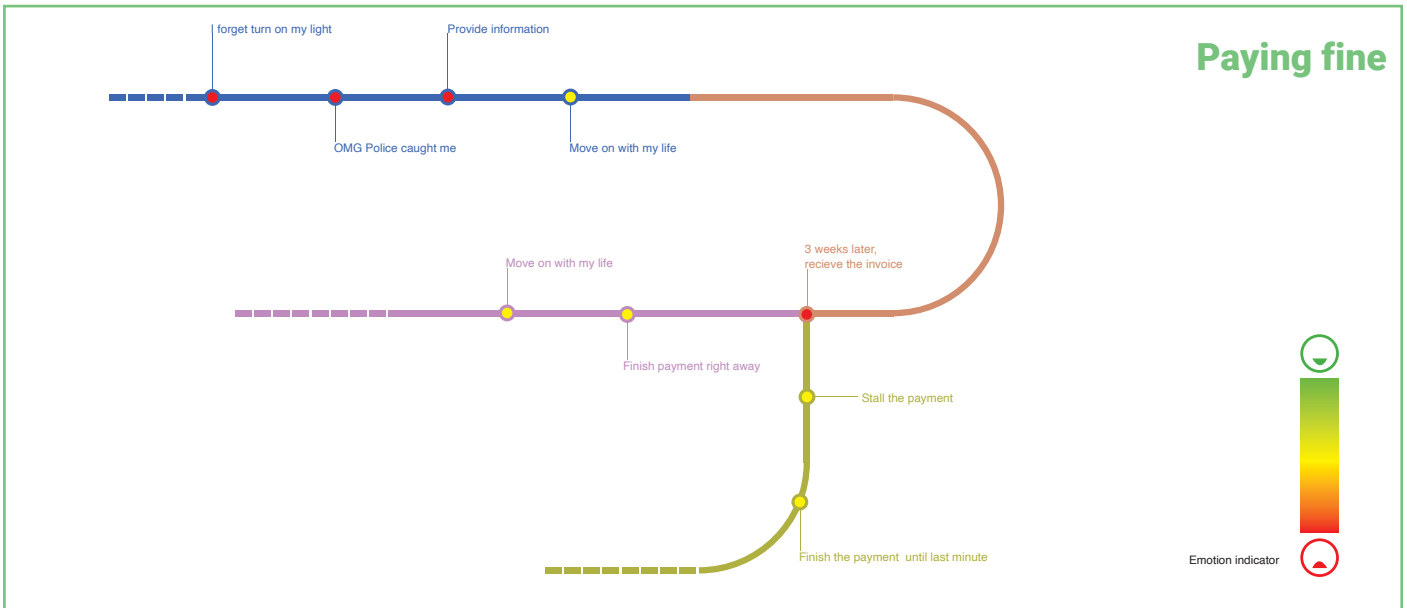 I forget turn on my light
Provide information
Paying fine
OMG Police caught me
Move on with my life
3 weeks later,
recieve the invoice
Move on with my life
Finish payment right away
Stall the payment
Finish the payment  until last minute
Emotion indicator